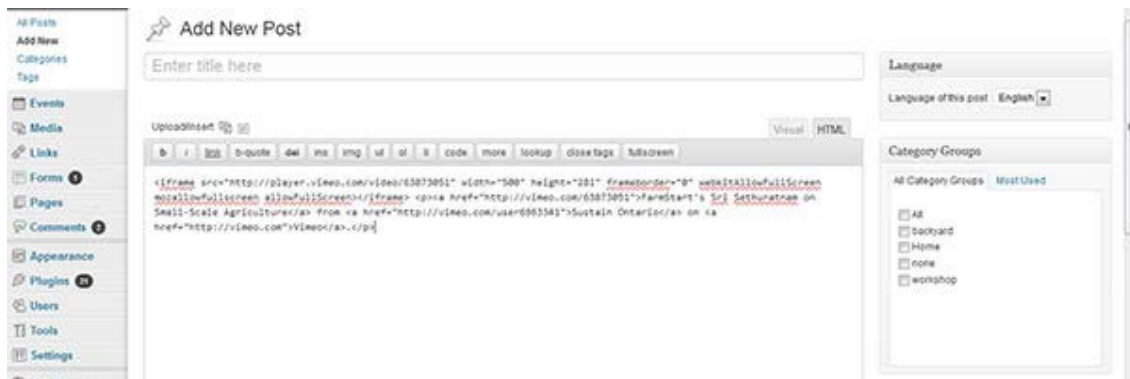 All Posts
Add New
Categories
Tags
Events
Media
Links
Forms 1
Pages
Comments
Appearance
Plugins
Users
Tools
Settings
Add New Post
Enter title here
Upload/Insert
Visual HTML
b i link b-quote del ins img ul ol li code more lookup close tags fullscreen
<iframe src="http://player.vimeo.com/video/63873051" width="500" height="281" frameborder="0" webkitAllowFullScreen
mozallowfullscreen allowFullScreen></iframe> <p><a href="http://vimeo.com/63873051">FarmStart's Sri Sethuratnam on
Small-Scale Agriculture</a> from <a href="http://vimeo.com/user6963361">Sustain Ontario</a> on <a
href="http://vimeo.com">Vimeo</a>.</p>
Language
Language of this post English
Category Groups
All Category Groups Most Used
All
backyard
Home
none
workshop